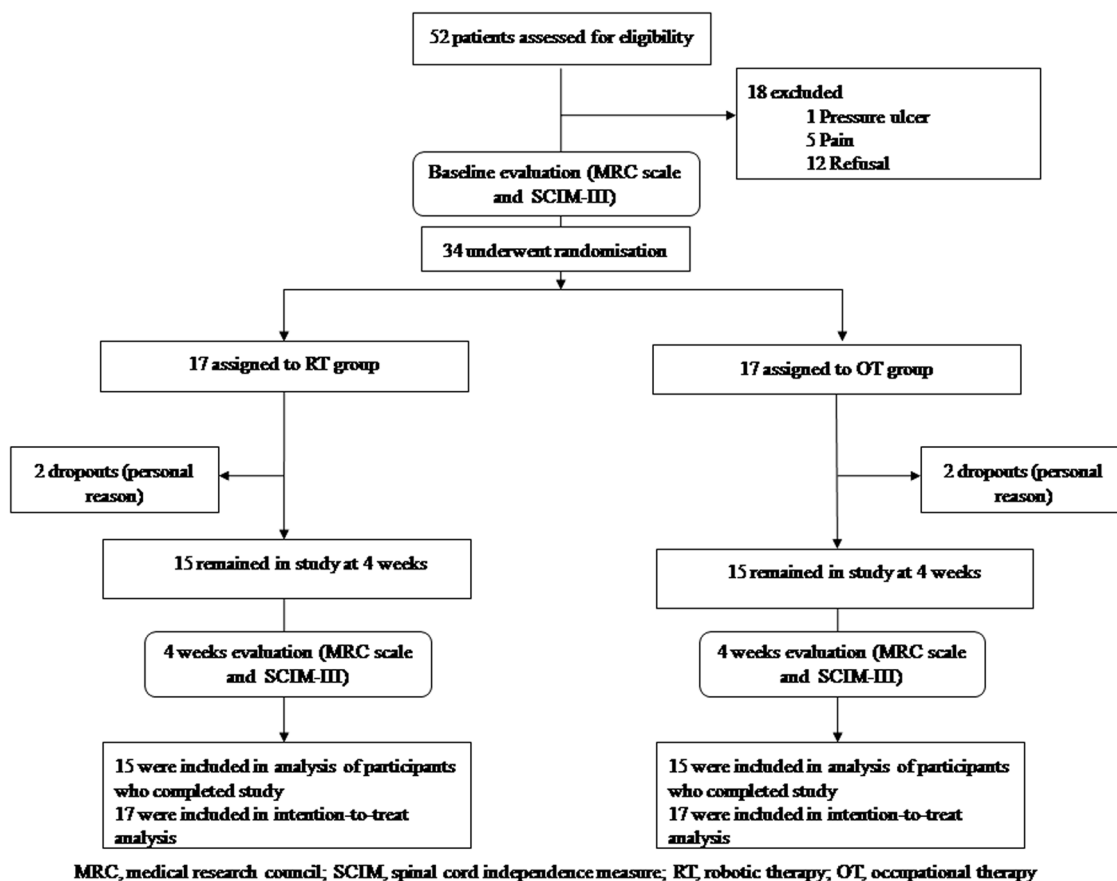 52 patients assessed for eligibility
18 excluded
1 Pressure ulcer
5 Pain
12 Refusal
Baseline evaluation (MRC scale
and SCIM-III)
34 underwent randomisation
17 assigned to RT group
17 assigned to OT group
2 dropouts (personal
reason)
2 dropouts (personal
reason)
15 remained in study at 4 weeks
15 remained in study at 4 weeks
4 weeks evaluation (MRC scale
and SCIM-III)
4 weeks evaluation (MRC scale
and SCIM-III)
15 were included in analysis of participants
who completed study
17 were included in intention-to-treat
analysis
15 were included in analysis of participants
who completed study
17 were included in intention-to-treat
analysis
MRC, medical research council; SCIM, spinal cord independence measure; RT, robotic therapy; OT, occupational therapy